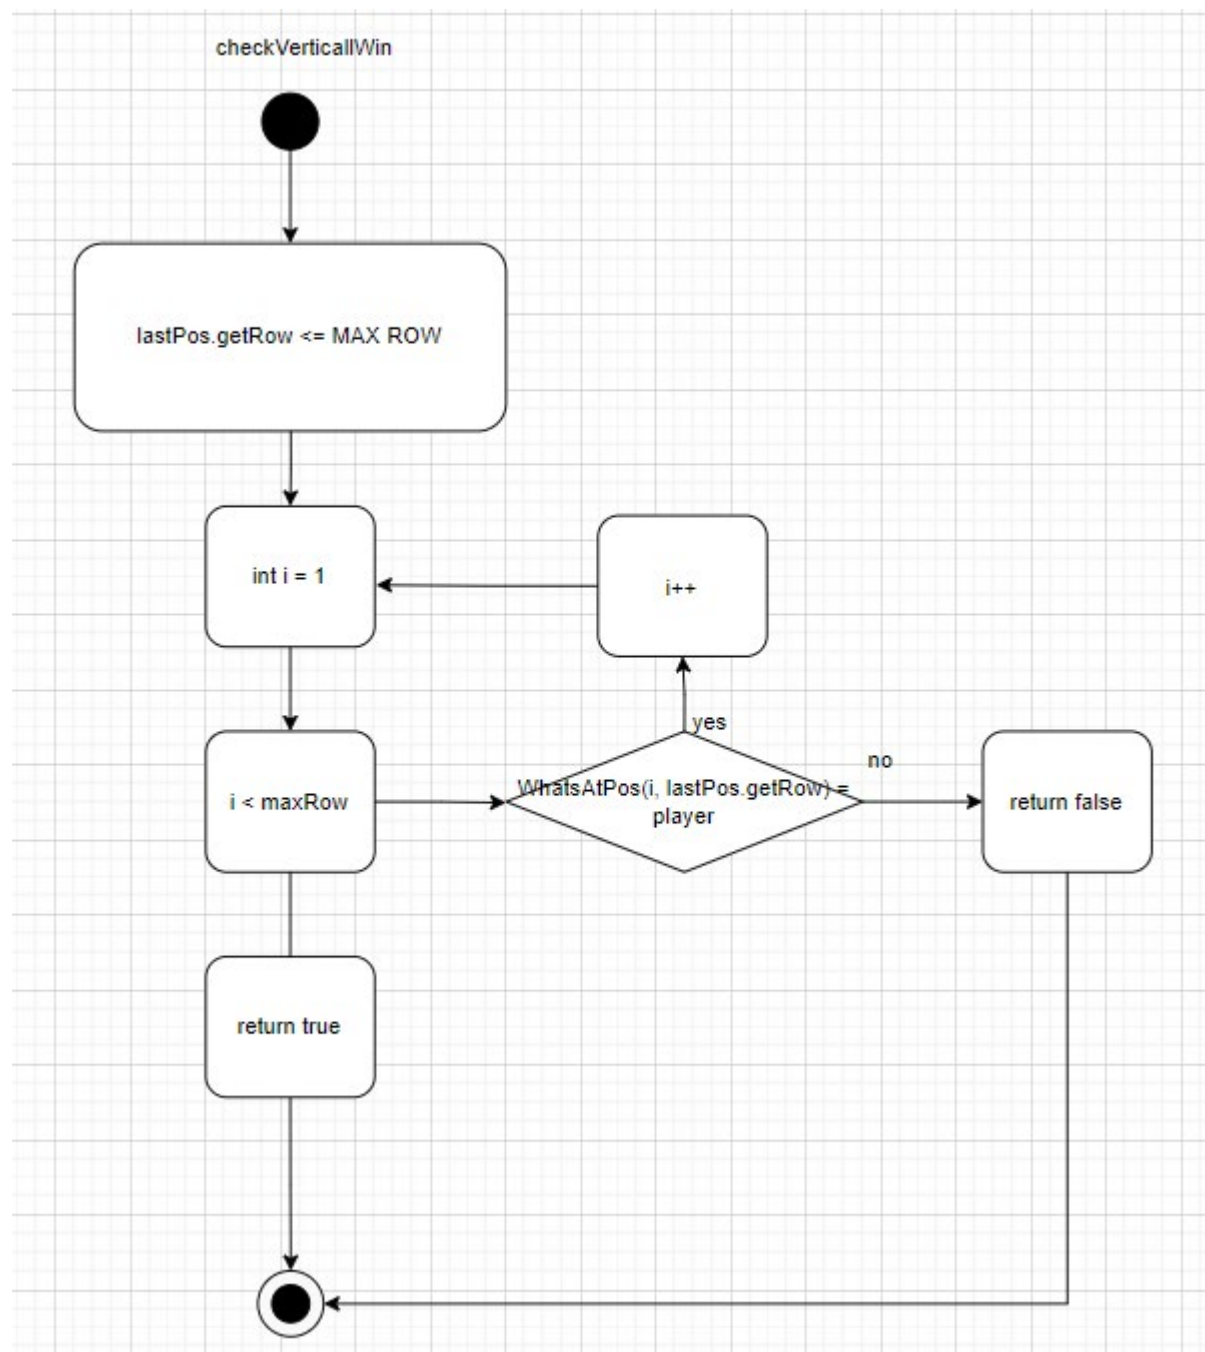 checkVerticallWin
lastPos.getRow <= MAX ROW
int i = 1
i++
yes
no
i < maxRow
WhatsAtPos(i, lastPos.getRow) =
player
return false
return true